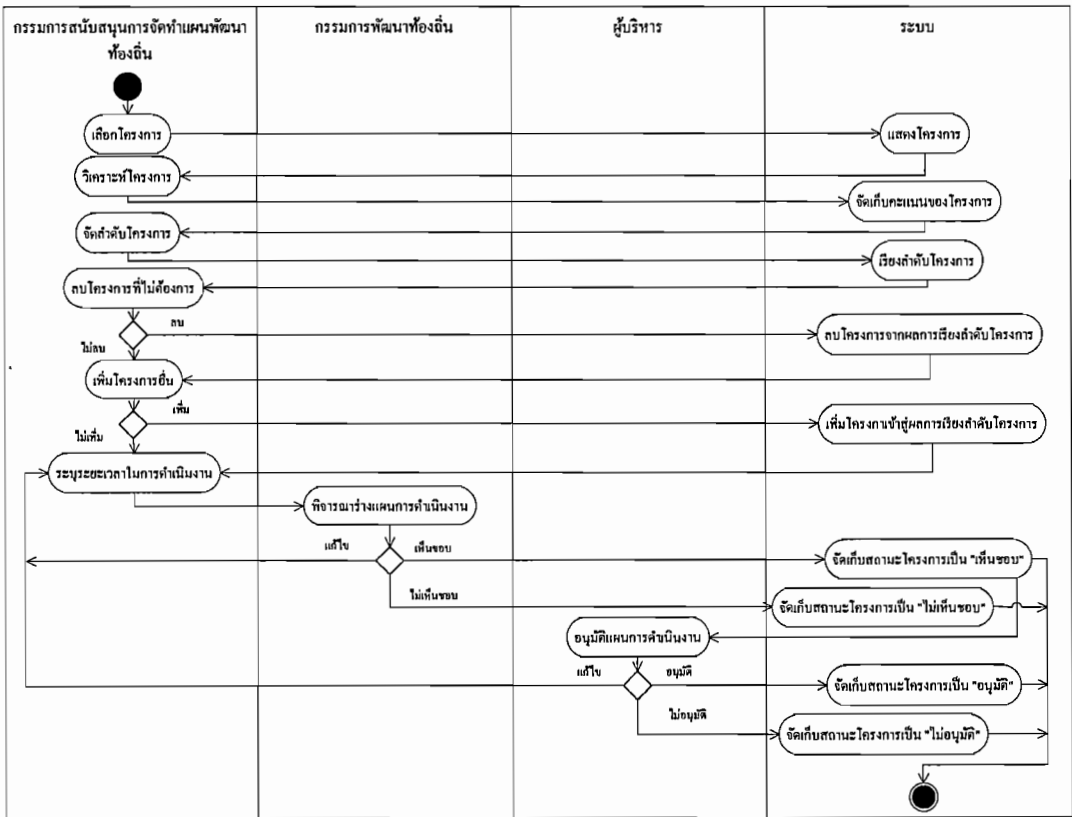 กรรมการสนับสนุนการจัดทำแผนพัฒนา
ท้องถิ่น
กรรมการพัฒนาท้องถิ่น
ผู้บริหาร
ระบบ
เลือกโครงการ
แสดงโครงการ
วิเคราะห์โครงการ
จัดเก็บคะแนนของโครงการ
จัดลำดับโครงการ
เรียงลำดับโครงการ
ลบโครงการที่ไม่ต้องการ
ลบ
ลบโครงการจากผลการเรียงลำดับโครงการ
ไม่ลบ
เพิ่มโครงการอื่น
เพิ่ม
เพิ่มโครงกาเข้าสู่ผลการเรียงลำดับโครงการ
ไม่เพิ่ม
ระบุระยะเวลาในการดำเนินงาน
พิจารณาร่างแผนการดำเนินงาน
แก้ไข
เห็นชอบ
จัดเก็บสถานะโครงการเป็น "เห็นชอบ"
ไม่เห็นชอบ
จัดเก็บสถานะโครงการเป็น "ไม่เห็นชอบ"
อนุมัติแผนการดำเนินงาน
แก้ไข
อนุมัติ
จัดเก็บสถานะโครงการเป็น "อนุมัติ"
ไม่อนุมัติ
จัดเก็บสถานะโครงการเป็น "ไม่อนุมัติ"